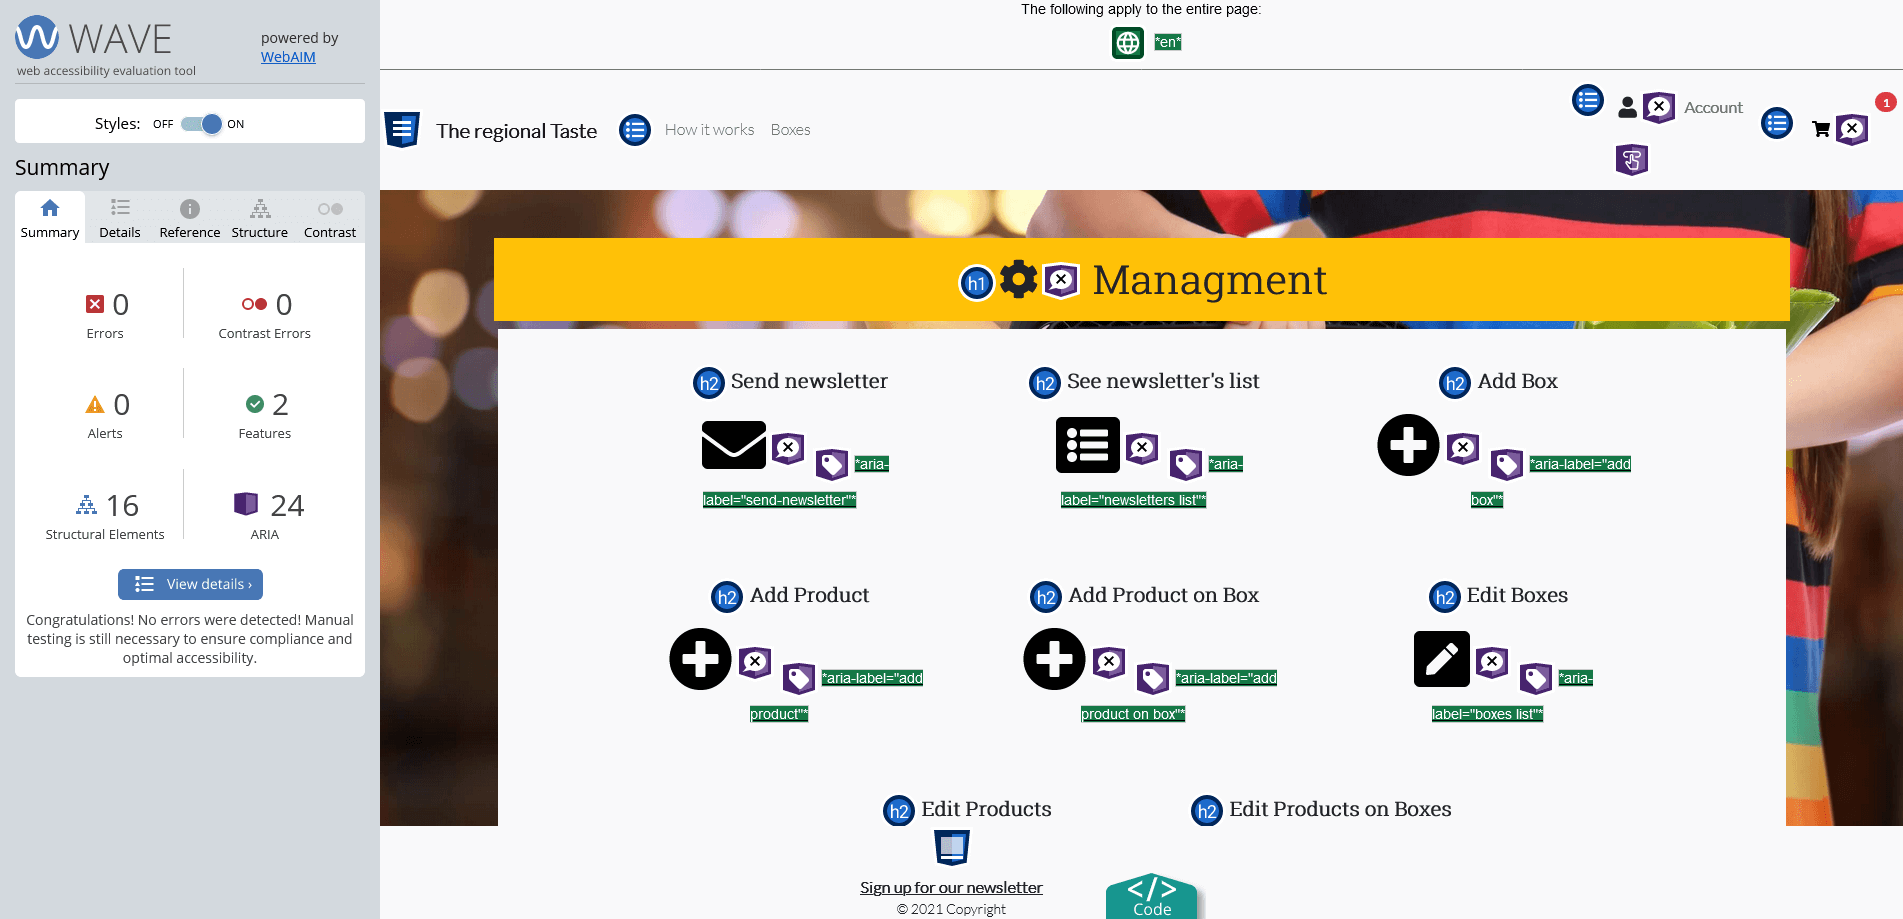 WAVE
web accessibility evaluation tool
powered by
WebAIM
Styles: OFF ON
Summary
Summary Details Reference Structure Contrast
0 Errors
0 Contrast Errors
0 Alerts
2 Features
16 Structural Elements
24 ARIA
View details ›
Congratulations! No errors were detected! Manual
testing is still necessary to ensure compliance and
optimal accessibility.
The following apply to the entire page:
*en*
The regional Taste
How it works Boxes
Account
1
h1 Managment
h2 Send newsletter
*aria-
label="send-newsletter"*
h2 See newsletter's list
*aria-
label="newsletters list"*
h2 Add Box
*aria-label="add
box"*
h2 Add Product
*aria-label="add
product"*
h2 Add Product on Box
*aria-label="add
product on box"*
h2 Edit Boxes
*aria-
label="boxes list"*
h2 Edit Products
h2 Edit Products on Boxes
Sign up for our newsletter
© 2021 Copyright
</>
Code